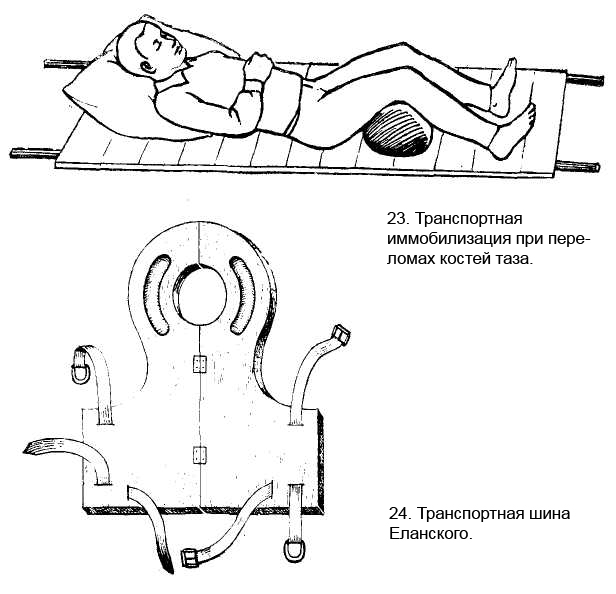 23. Транспортная
иммобилизация при пере-
ломах костей таза.
24. Транспортная шина
Еланского.